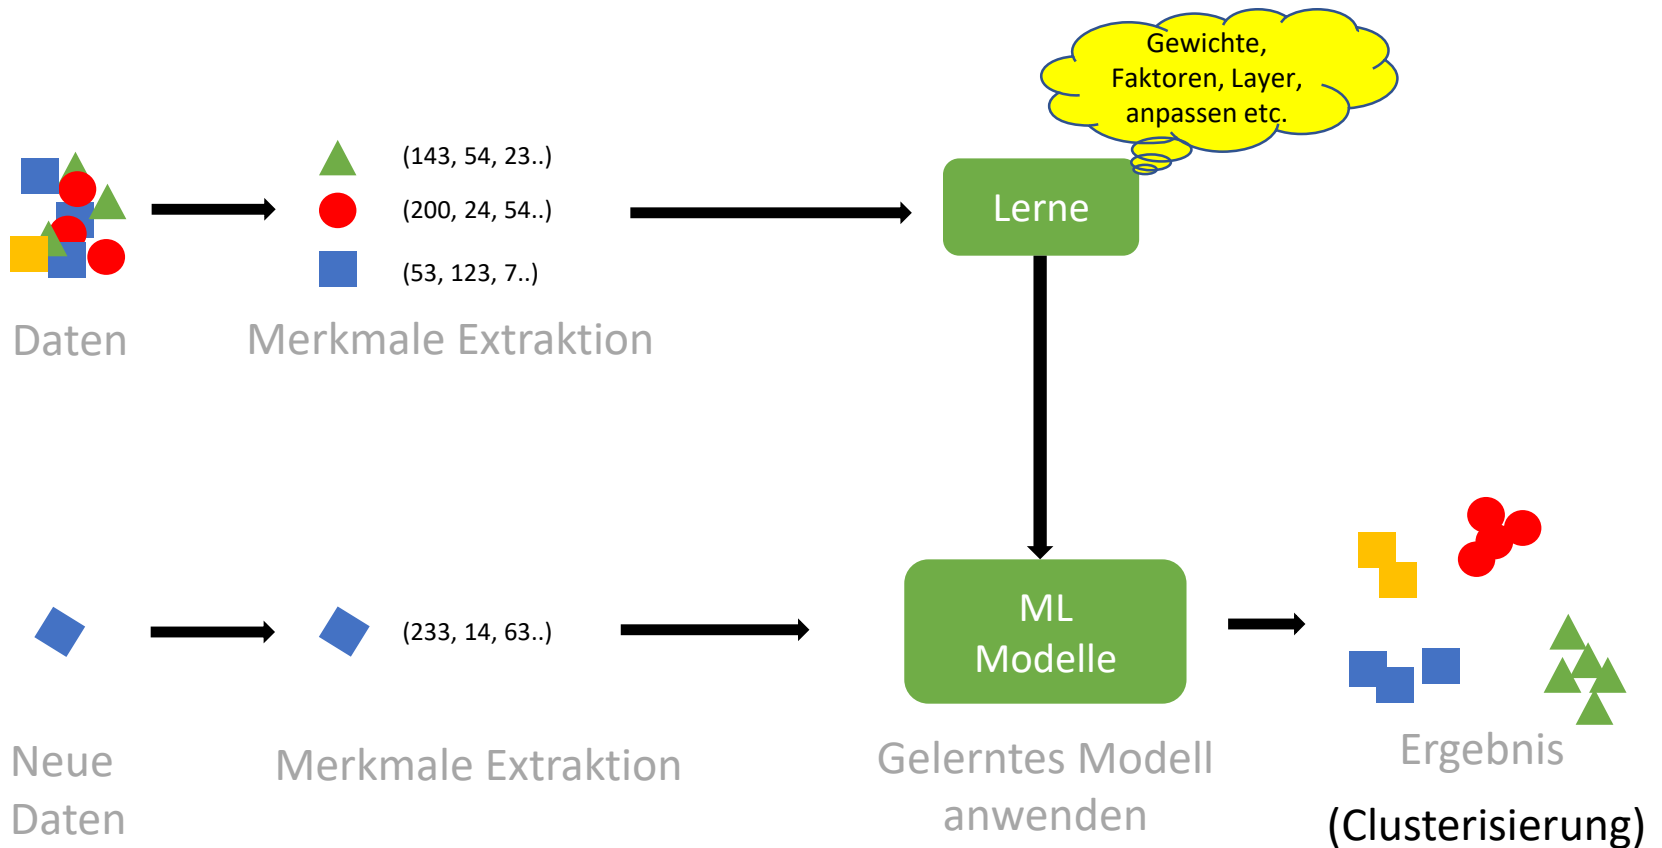 Gewichte,
Faktoren, Layer,
anpassen etc.
(143, 54, 23..)
(200, 24, 54..)
(53, 123, 7..)
Lerne
Daten
Merkmale Extraktion
(233, 14, 63..)
ML
Modelle
Neue
Daten
Merkmale Extraktion
Gelerntes Modell
anwenden
Ergebnis
(Clusterisierung)